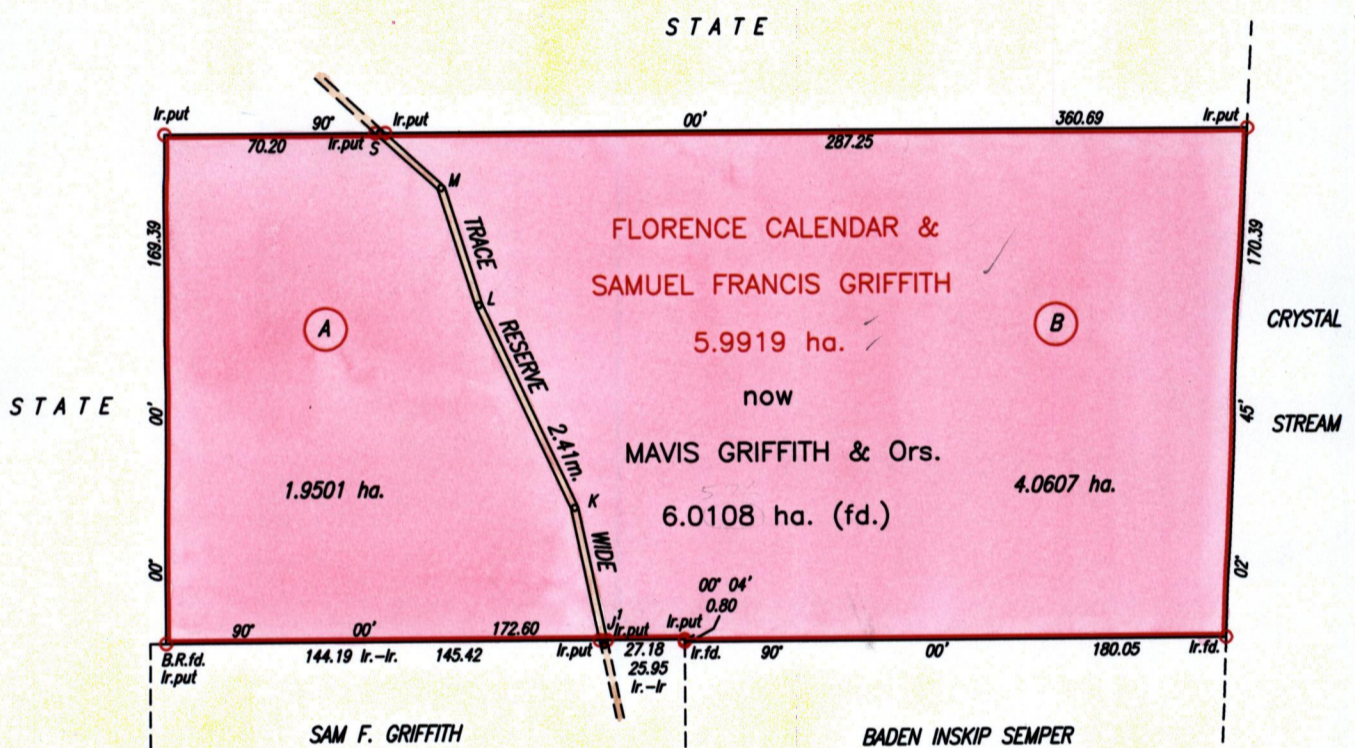 STATE
Ir.put
90°
Ir.put
00'
360.69
Ir.put
70.20
Ir.put
S
287.25
M
169.39
TRACE
FLORENCE CALENDAR &
170.39
SAMUEL FRANCIS GRIFFITH
L
A
B
CRYSTAL
5.9919 ha.
RESERVE
now
STATE
00'
45'
STREAM
2.41m.
MAVIS GRIFFITH & Ors.
1.9501 ha.
4.0607 ha.
K
6.0108 ha. (fd.)
WIDE
00°
02°
00° 04'
0.80
90°
00'
172.60
J¹
Ir.put
Ir.put
B.R.fd.
144.19 Ir.-Ir.
145.42
Ir.put
27.18
Ir.fd.
90°
00'
180.05
Ir.fd.
Ir.put
25.95
Ir.-Ir
SAM F. GRIFFITH
BADEN INSKIP SEMPER